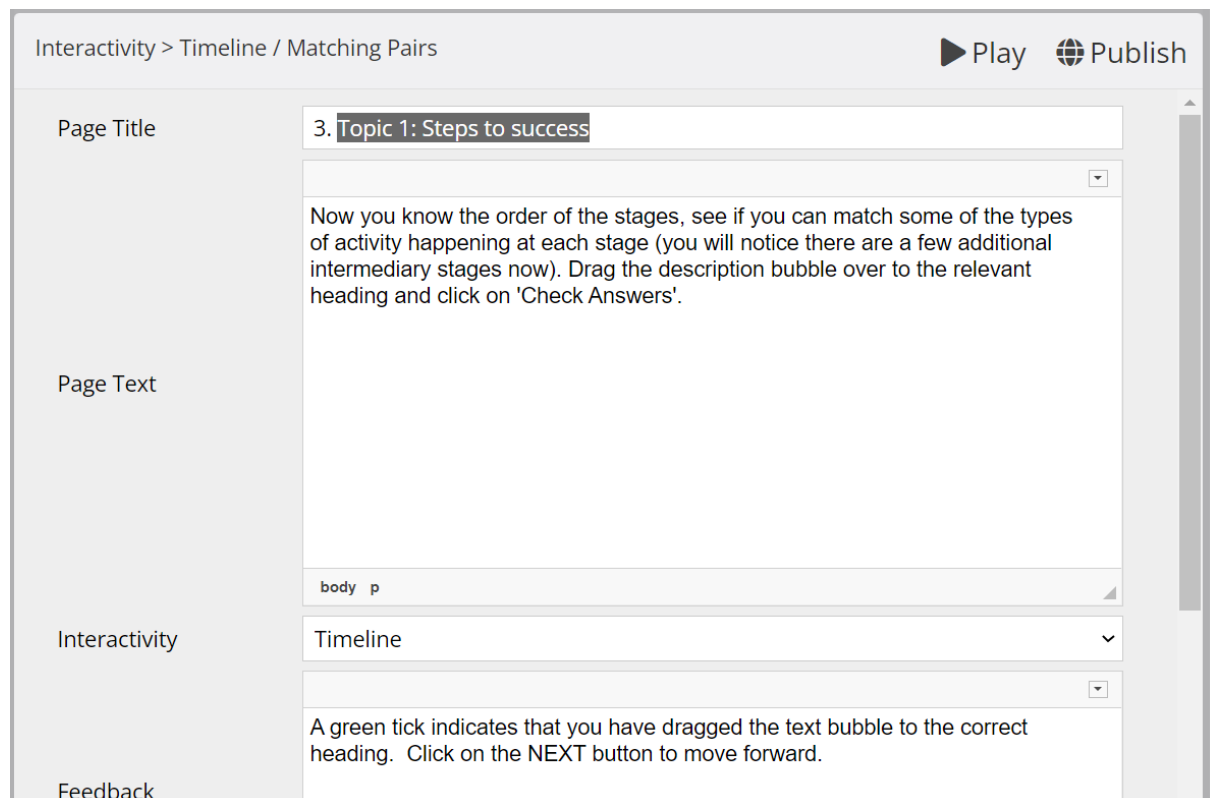 Interactivity > Timeline / Matching Pairs
Play
Publish
Page Title
3. Topic 1: Steps to success
Now you know the order of the stages, see if you can match some of the types
of activity happening at each stage (you will notice there are a few additional
intermediary stages now). Drag the description bubble over to the relevant
heading and click on 'Check Answers'.
Page Text
body p
Interactivity
Timeline
A green tick indicates that you have dragged the text bubble to the correct
heading.  Click on the NEXT button to move forward.
Feedback